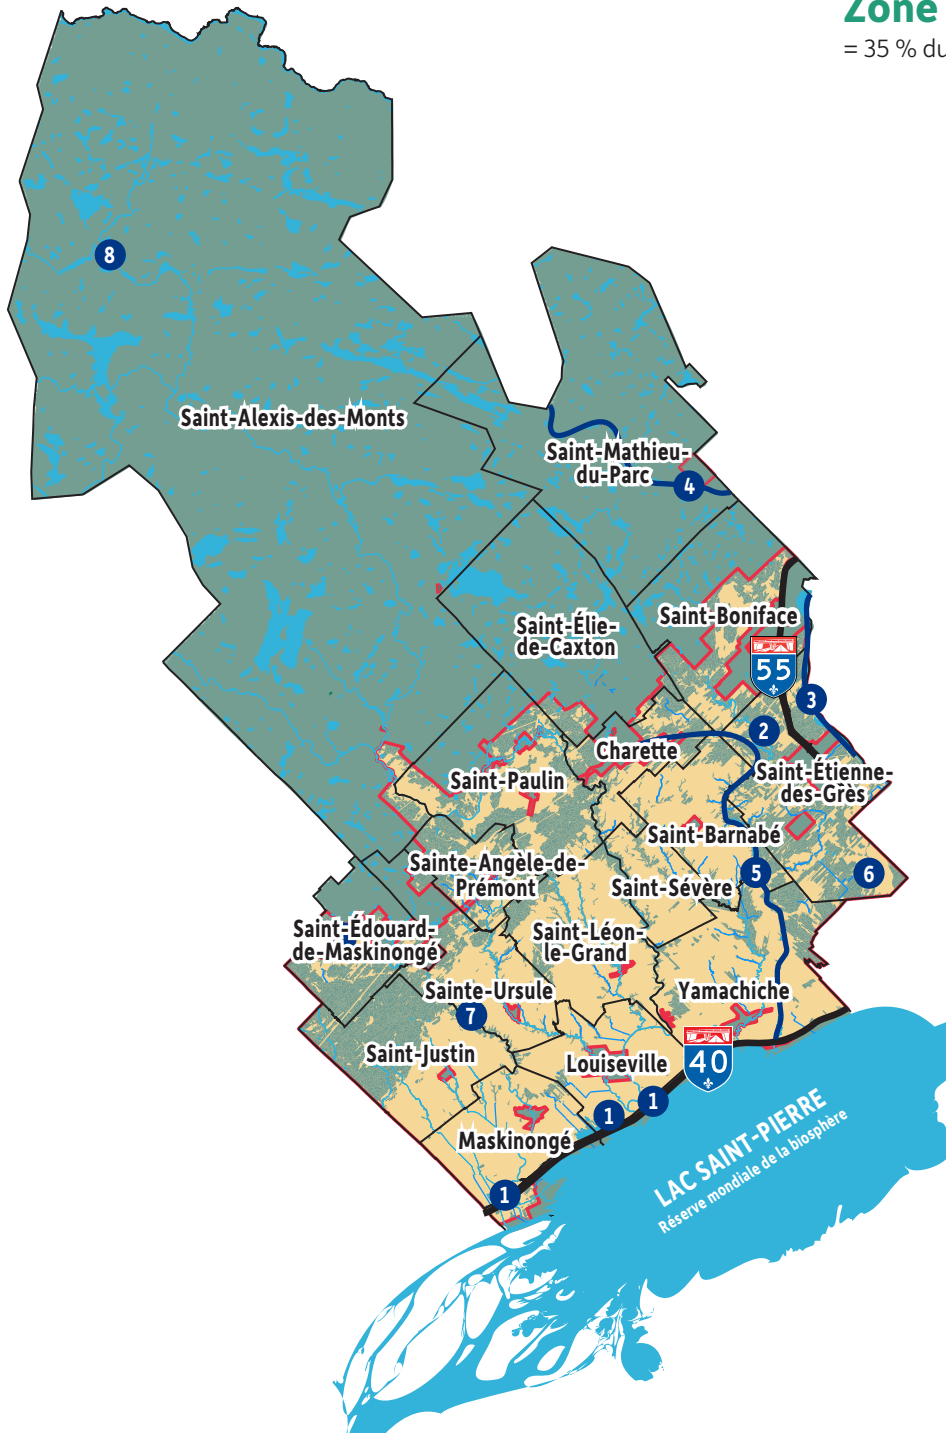 Zone
= 35 % du
8
Saint-Alexis-des-Monts
Saint-Mathieu-
du-Parc
4
Saint-Boniface
Saint-Élie-
de-Caxton
55
3
2
Charette
Saint-Paulin
Saint-Étienne-
des-Grès
Saint-Barnabé
Sainte-Angèle-de-
Prémont
Saint-Sévère
5
6
Saint-Édouard-
de-Maskinongé
Saint-Léon-
le-Grand
Sainte-Ursule
Yamachiche
7
Saint-Justin
Louiseville
40
1
1
Maskinongé
1
LAC SAINT-PIERRE
Réserve mondiale de la biosphère